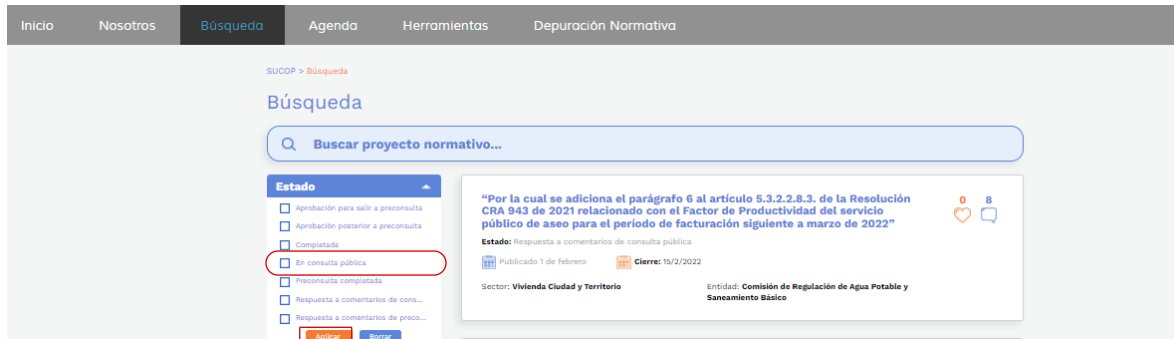 Inicio Nosotros Búsqueda Agenda Herramientas Depuración Normativa
SUCOP > Búsqueda
Búsqueda
Buscar proyecto normativo...
Estado
Aprobación para salir a preconsulta
Aprobación posterior a preconsulta
Completada
En consulta pública
Preconsulta completada
Respuesta a comentarios de cons...
Respuesta a comentarios de preco...
Aplicar Borrar
“Por la cual se adiciona el parágrafo 6 al artículo 5.3.2.2.8.3. de la Resolución
CRA 943 de 2021 relacionado con el Factor de Productividad del servicio
público de aseo para el período de facturación siguiente a marzo de 2022”
0 8
Estado: Respuesta a comentarios de consulta pública
Publicado 1 de febrero Cierre: 15/2/2022
Sector: Vivienda Ciudad y Territorio Entidad: Comisión de Regulación de Agua Potable y
Saneamiento Básico